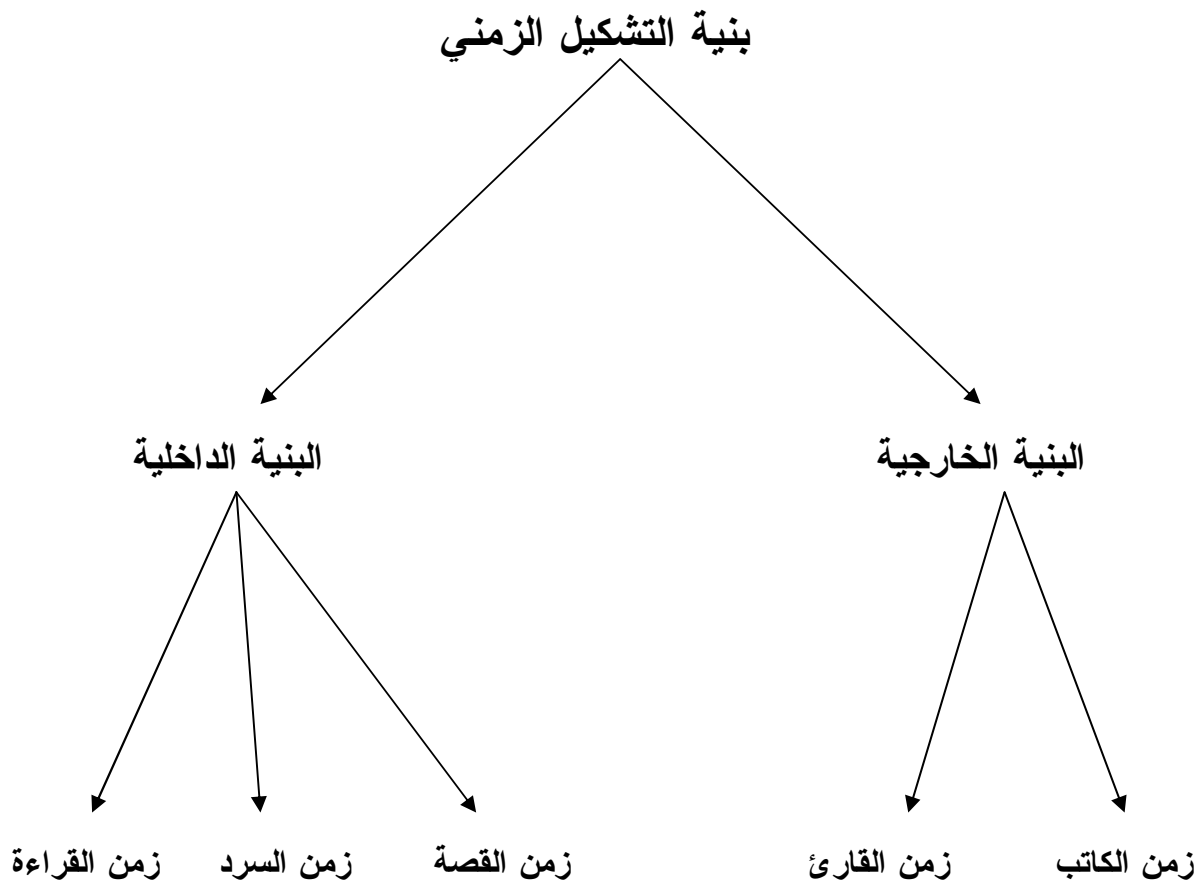 بنية التشكيل الزمني
البنية الخارجية البنية الداخلية
زمن الكاتب زمن القارئ زمن القصة زمن السرد زمن القراءة